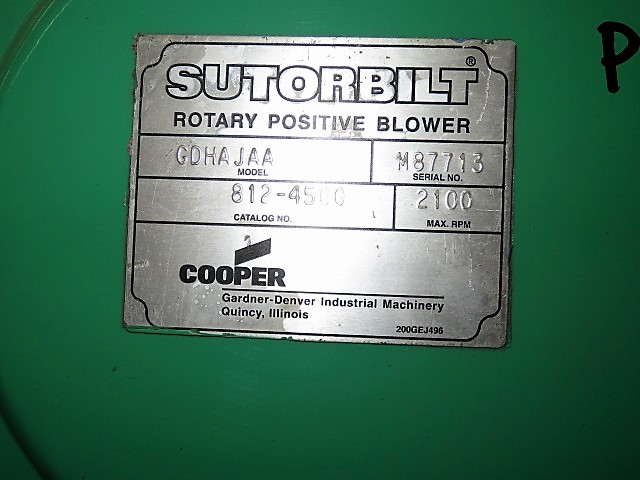 P
SUTORBILT®
ROTARY POSITIVE BLOWER
GDHAJAA M87713
MODEL SERIAL NO.
2100
CATALOG NO. MAX. RPM
COOPER
Gardner-Denver Industrial Machinery
Quincy, Illinois
200GEJ496